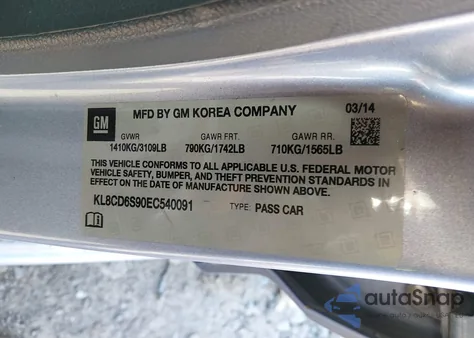 GM
MFD BY GM KOREA COMPANY
03/14
GVWR GAWR FRT. GAWR RR.
1410KG/3109LB 790KG/1742LB 710KG/1565LB
THIS VEHICLE CONFORMS TO ALL APPLICABLE U.S. FEDERAL MOTOR
VEHICLE SAFETY, BUMPER, AND THEFT PREVENTION STANDARDS IN
EFFECT ON THE DATE OF MANUFACTURE SHOWN ABOVE.
KL8CD6S90EC540091 TYPE: PASS CAR
autoSnap